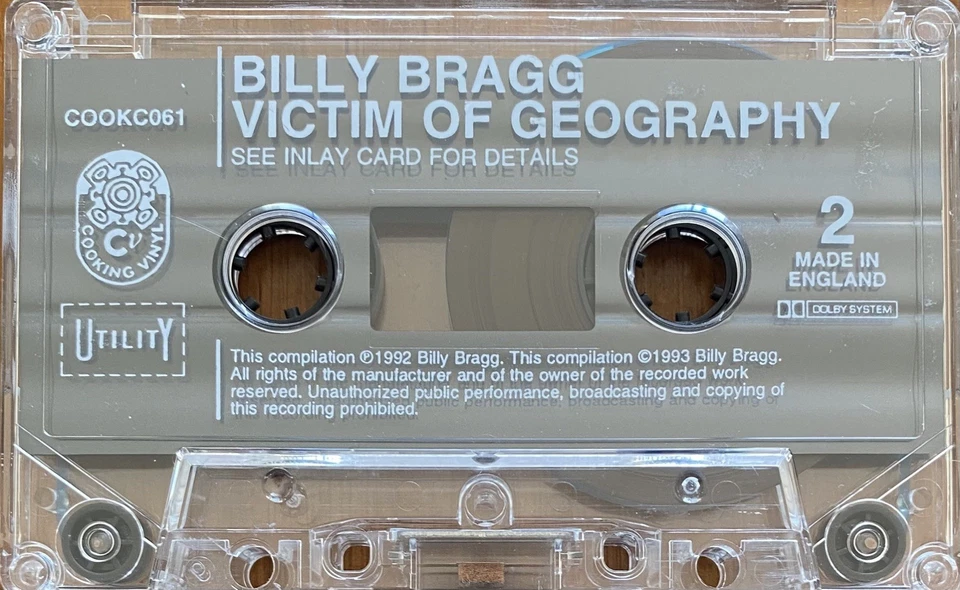 BILLY BRAGG
VICTIM OF GEOGRAPHY
SEE INLAY CARD FOR DETAILS
COOKC061
CV
COOKING VINYL
UTILITY
2
MADE IN
ENGLAND
DOLBY SYSTEM
This compilation ℗1992 Billy Bragg. This compilation ©1993 Billy Bragg.
All rights of the manufacturer and of the owner of the recorded work
reserved. Unauthorized public performance, broadcasting and copying of
this recording prohibited.